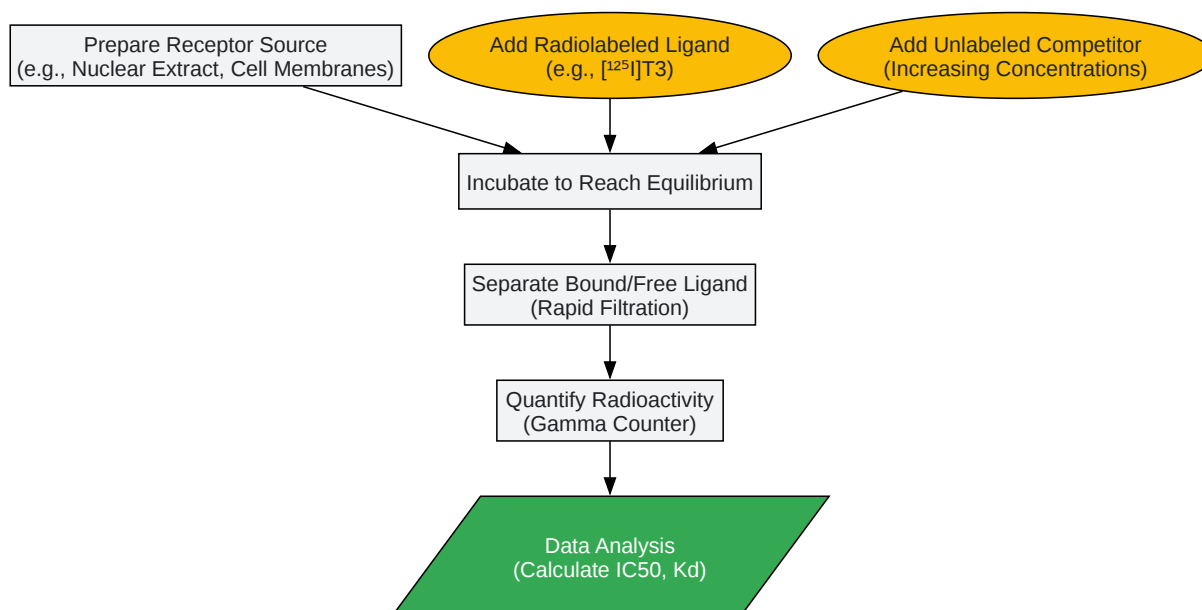 Prepare Receptor Source
(e.g., Nuclear Extract, Cell Membranes)
Add Radiolabeled Ligand
(e.g., [¹²⁵I]T3)
Add Unlabeled Competitor
(Increasing Concentrations)
Incubate to Reach Equilibrium
Separate Bound/Free Ligand
(Rapid Filtration)
Quantify Radioactivity
(Gamma Counter)
Data Analysis
(Calculate IC50, Kd)